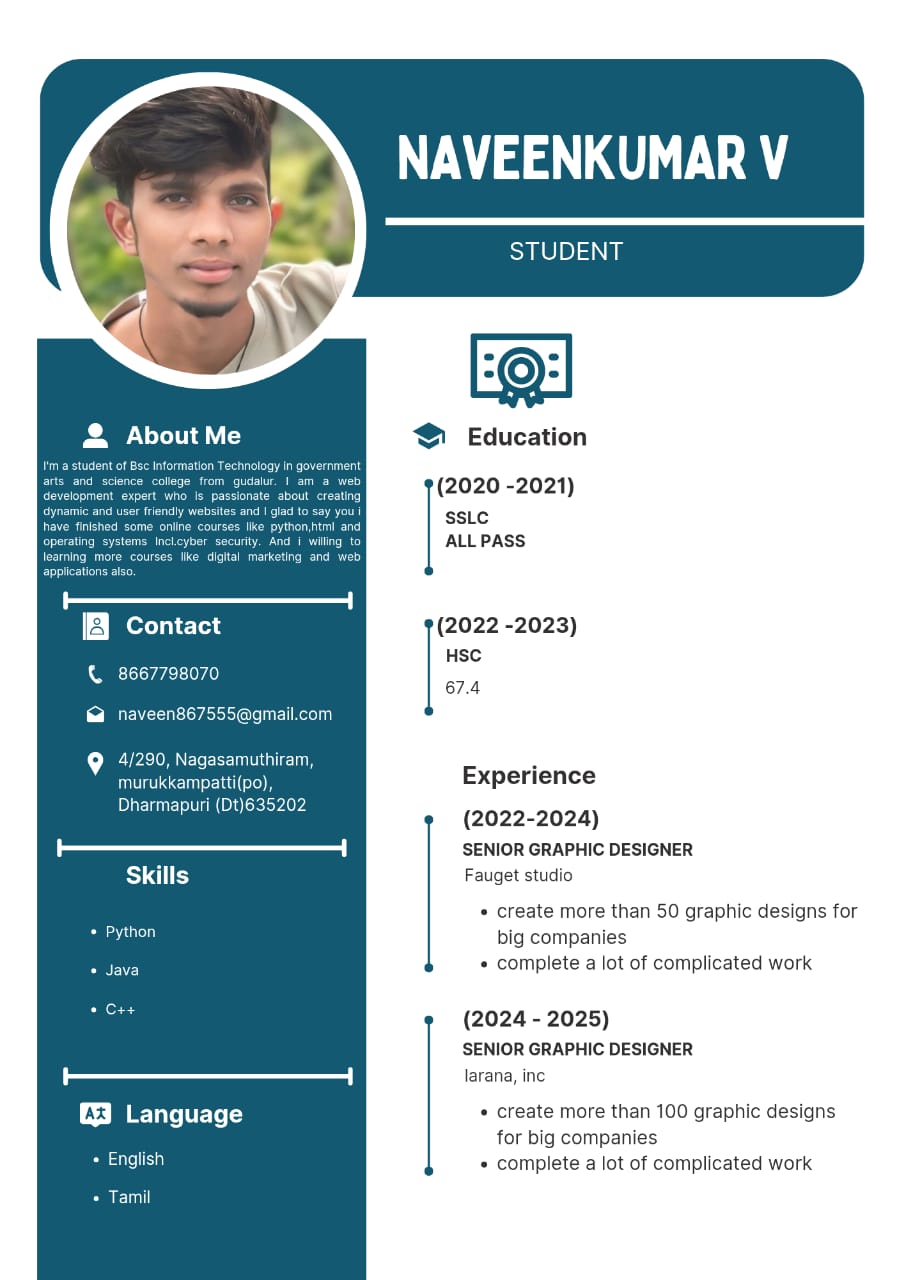 NAVEENKUMAR V
STUDENT
About Me
I'm a student of Bsc Information Technology in government
arts and science college from gudalur. I am a web
development expert who is passionate about creating
dynamic and user friendly websites and I glad to say you i
have finished some online courses like python,html and
operating systems Incl.cyber security. And i willing to
learning more courses like digital marketing and web
applications also.
Contact
8667798070
naveen867555@gmail.com
4/290, Nagasamuthiram,
murukkampatti(po),
Dharmapuri (Dt)635202
Skills
• Python
• Java
• C++
Language
• English
• Tamil
Education
(2020 -2021)
SSLC
ALL PASS
(2022 -2023)
HSC
67.4
Experience
(2022-2024)
SENIOR GRAPHIC DESIGNER
Fauget studio
• create more than 50 graphic designs for
big companies
• complete a lot of complicated work
(2024 - 2025)
SENIOR GRAPHIC DESIGNER
larana, inc
• create more than 100 graphic designs
for big companies
• complete a lot of complicated work